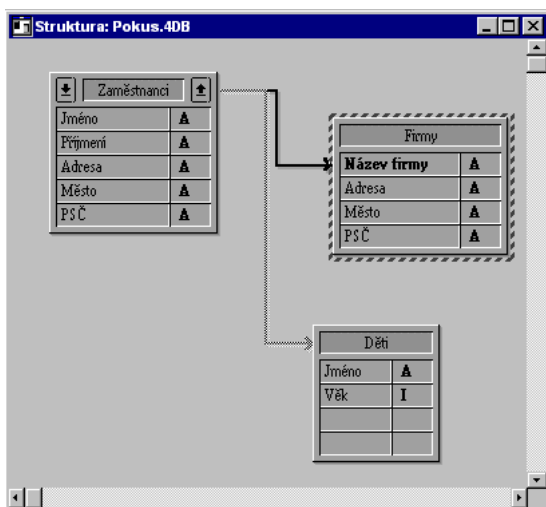 Struktura: Pokus.4DB
Zaměstnanci
Jméno A
Příjmení A
Adresa A
Město A
PSČ A
Firmy
Název firmy A
Adresa A
Město A
PSČ A
Děti
Jméno A
Věk I